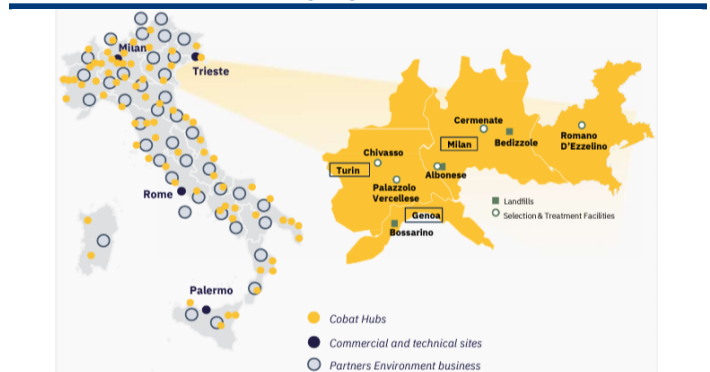 Milan
Trieste
Rome
Palermo
Cermenate
Milan
Bedizzole
Romano
D'Ezzelino
Chivasso
Turin
Albonese
Palazzolo
Vercellese
Genoa
Bossarino
Landfills
Selection & Treatment Facilities
Cobat Hubs
Commercial and technical sites
Partners Environment business